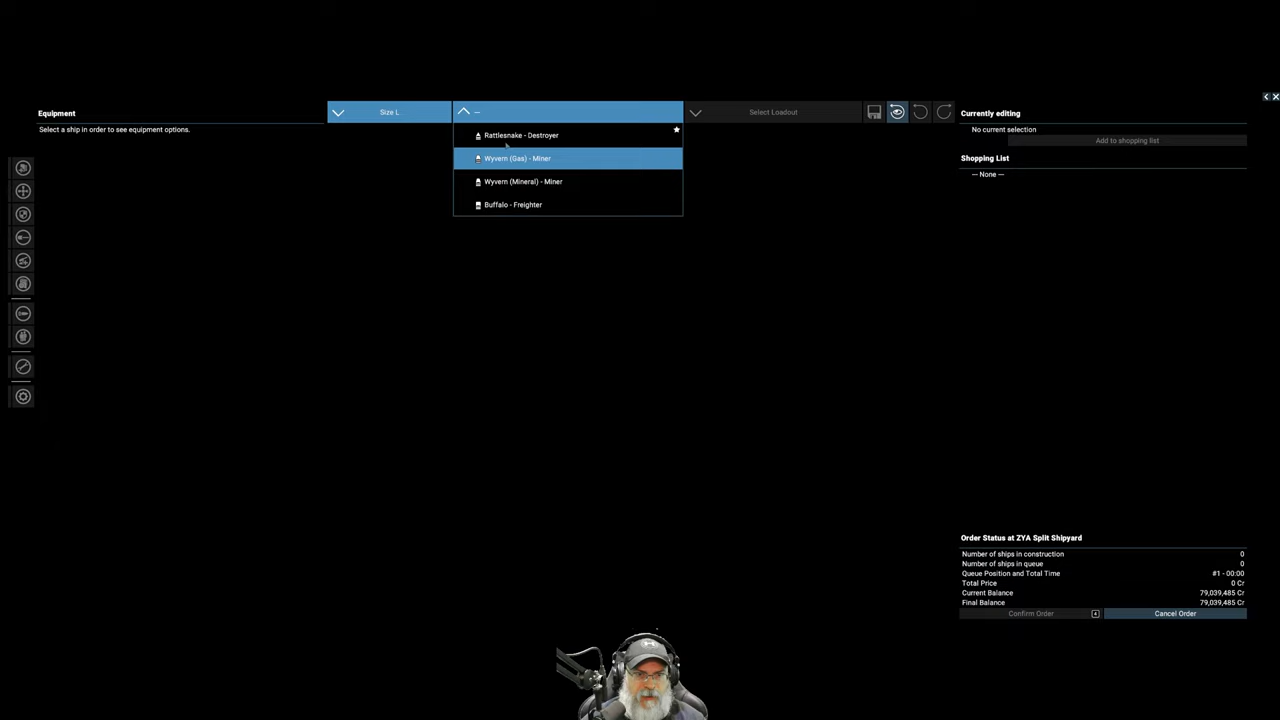 Equipment
Select a ship in order to see equipment options.
Size L
--
Rattlesnake - Destroyer
Wyvern (Gas) - Miner
Wyvern (Mineral) - Miner
Buffalo - Freighter
Select Loadout
Currently editing
No current selection
Add to shopping list
Shopping List
--- None ---
Order Status at ZYA Split Shipyard
Number of ships in construction 0
Number of ships in queue 0
Queue Position and Total Time #1 - 00:00
Total Price 0 Cr
Current Balance 79,039,485 Cr
Final Balance 79,039,485 Cr
Confirm Order
Cancel Order